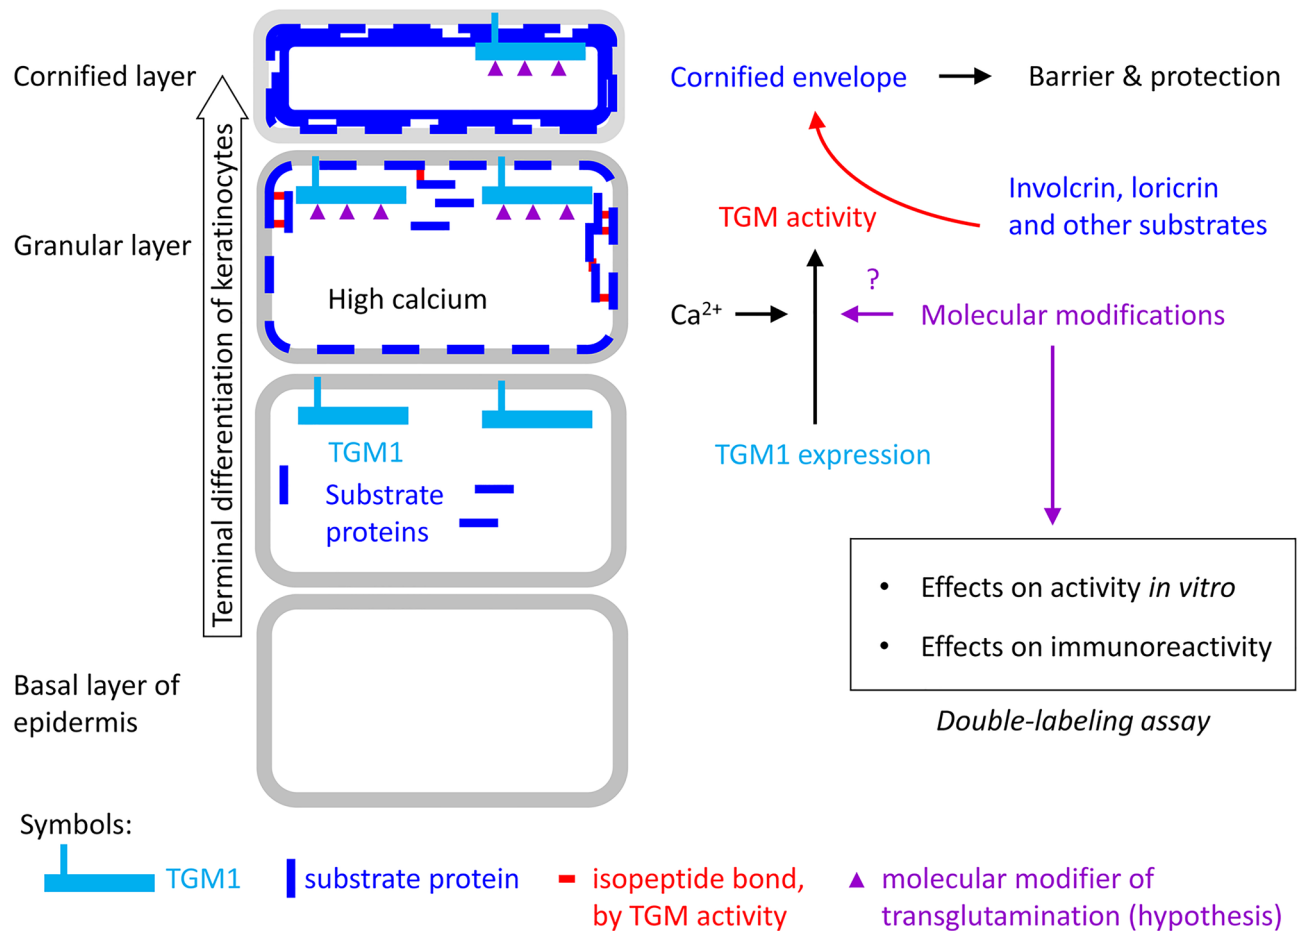 Cornified layer
Terminal differentiation of keratinocytes
Granular layer
High calcium
TGM1
Substrate
proteins
Basal layer of
epidermis
Cornified envelope
Barrier & protection
TGM activity
Involcrin, loricrin
and other substrates
?
Ca²⁺
Molecular modifications
TGM1 expression
• Effects on activity in vitro
• Effects on immunoreactivity
Double-labeling assay
Symbols:
TGM1
substrate protein
isopeptide bond,
by TGM activity
molecular modifier of
transglutamination (hypothesis)